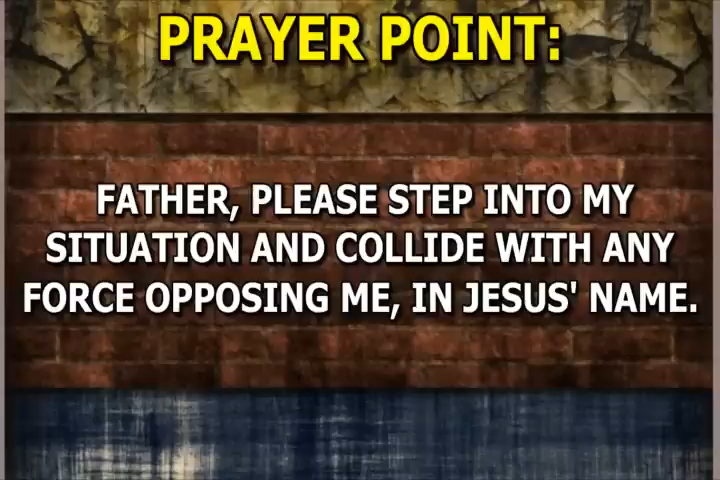 PRAYER POINT:
FATHER, PLEASE STEP INTO MY
SITUATION AND COLLIDE WITH ANY
FORCE OPPOSING ME, IN JESUS' NAME.